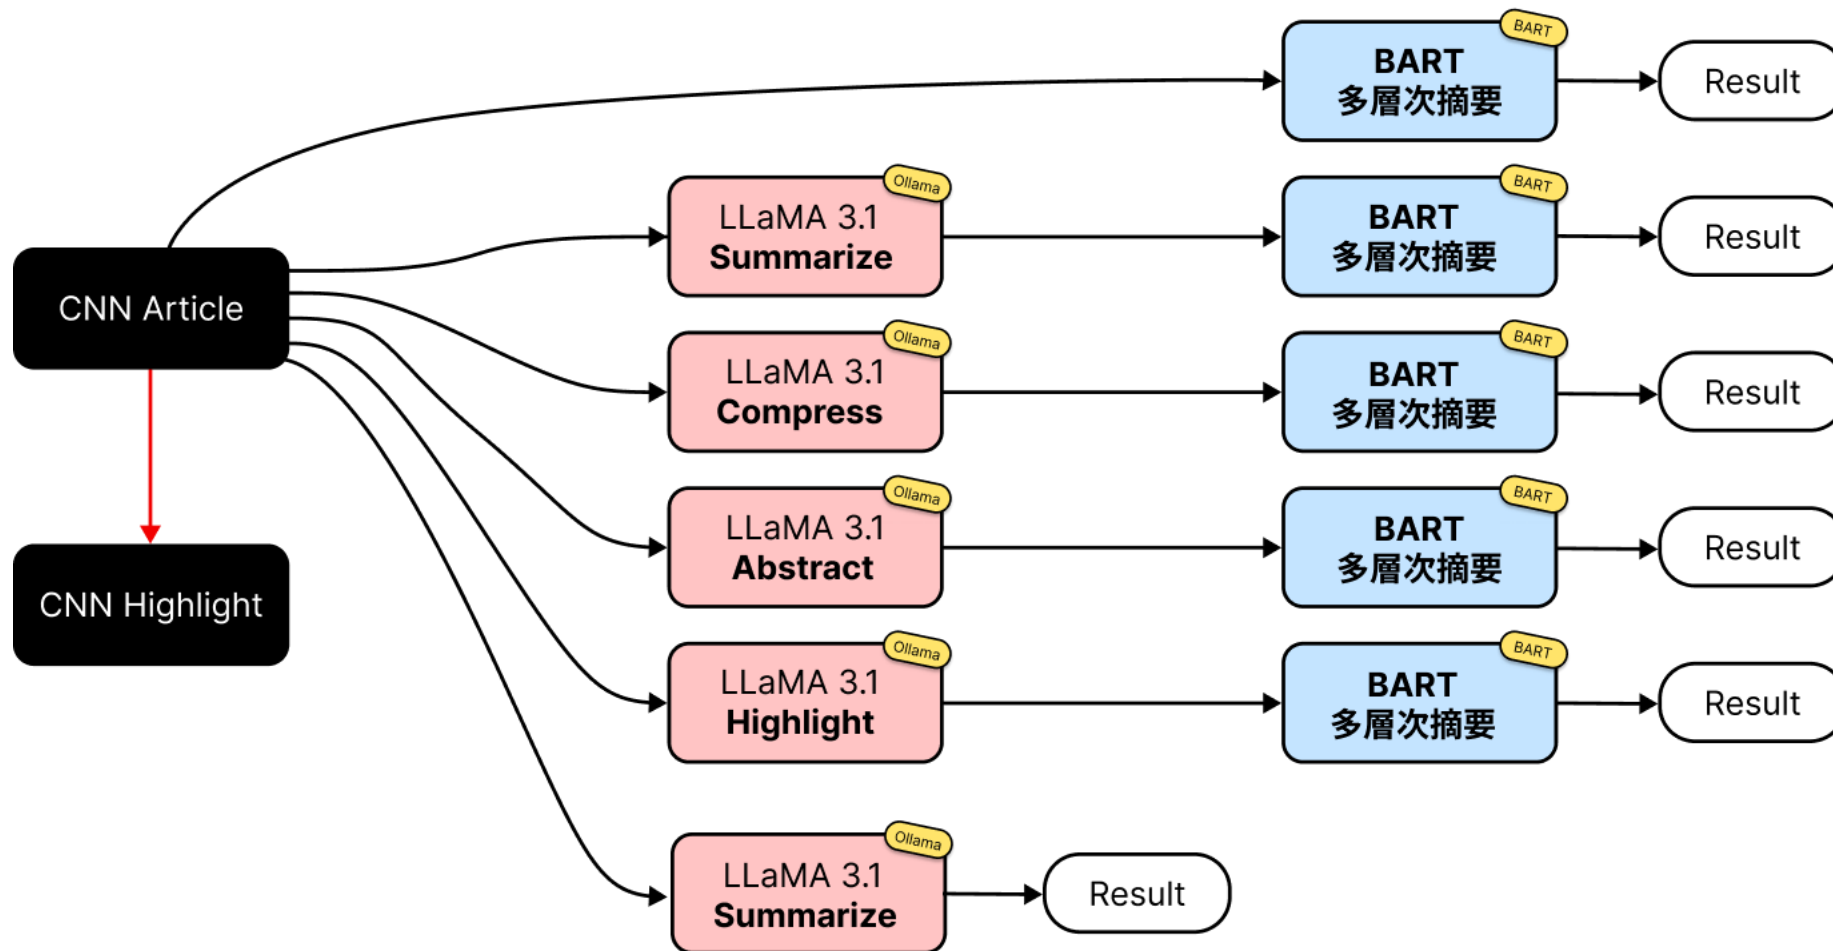 BART
BART
多層次摘要
Result
Ollama
LLaMA 3.1
Summarize
BART
BART
多層次摘要
Result
CNN Article
Ollama
LLaMA 3.1
Compress
BART
BART
多層次摘要
Result
Ollama
LLaMA 3.1
Abstract
BART
BART
多層次摘要
Result
CNN Highlight
Ollama
LLaMA 3.1
Highlight
BART
BART
多層次摘要
Result
Ollama
LLaMA 3.1
Summarize
Result